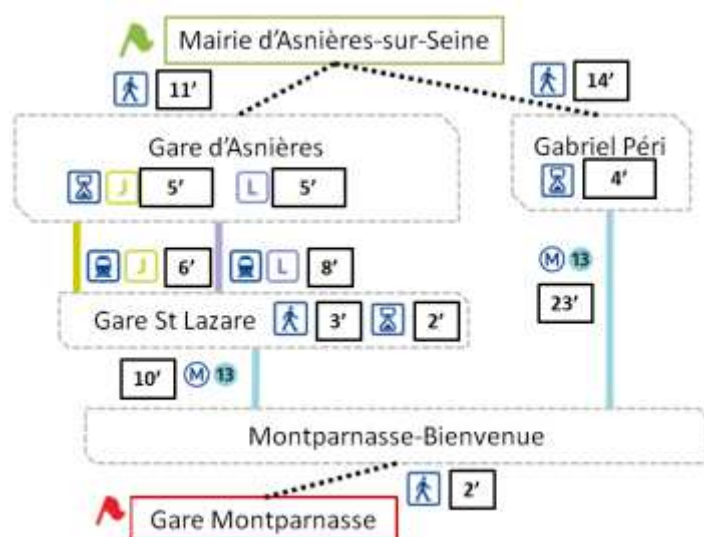 Mairie d'Asnières-sur-Seine
11'
14'
Gare d'Asnières
J 5' L 5'
Gabriel Péri
4'
J 6' L 8'
M 13
23'
Gare St Lazare 3' 2'
10' M 13
Montparnasse-Bienvenue
2'
Gare Montparnasse